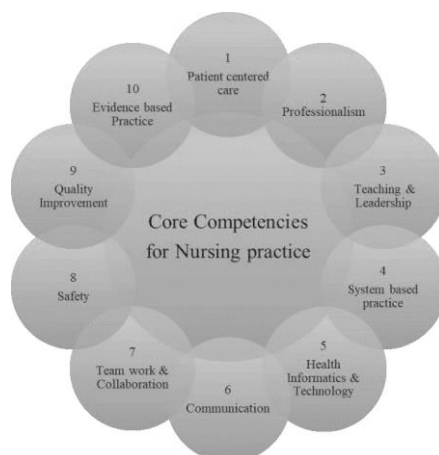 Core Competencies
for Nursing practice
1
Patient centered
care
2
Professionalism
3
Teaching &
Leadership
4
System based
practice
5
Health
Informatics &
Technology
6
Communication
7
Team work &
Collaboration
8
Safety
9
Quality
Improvement
10
Evidence based
Practice